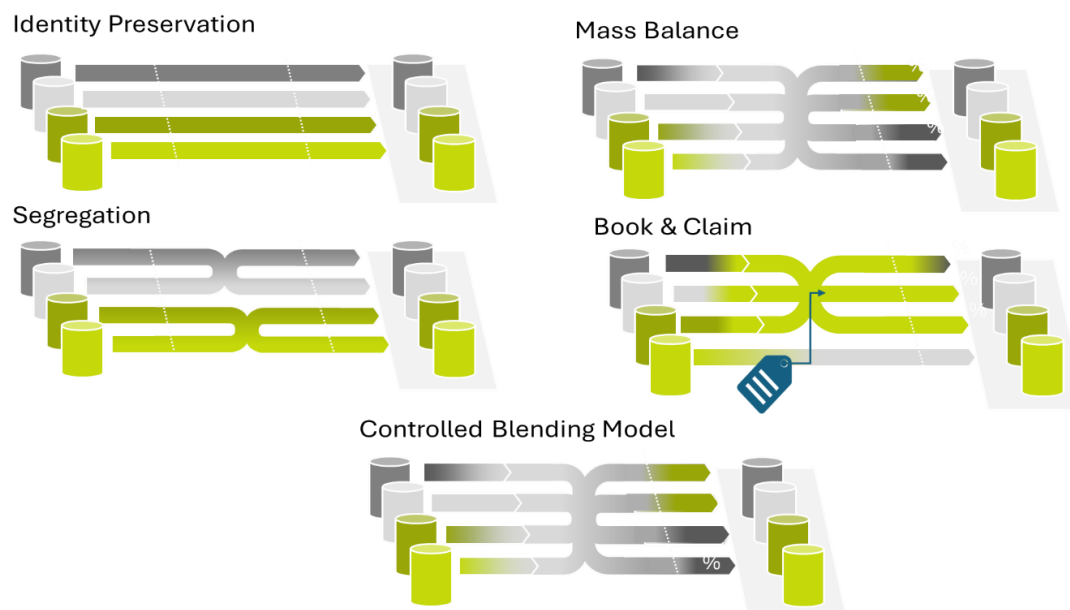 Identity Preservation
Mass Balance
%
%
%
Segregation
Book & Claim
%
%
%
Controlled Blending Model
%